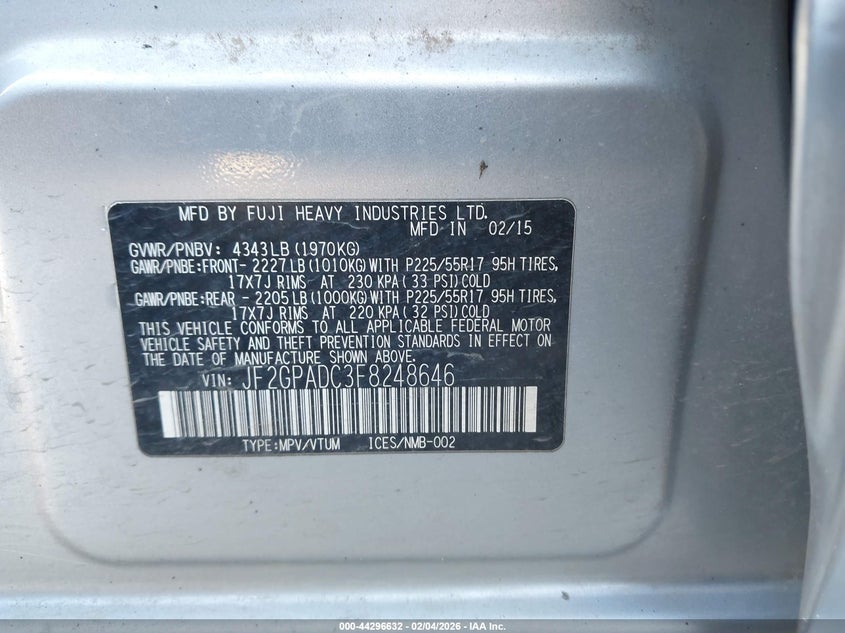 MFD BY FUJI HEAVY INDUSTRIES LTD.
MFD IN 02/15
GVWR/PNBV: 4343LB(1970KG)
GAWR/PNBE:FRONT- 2227LB(1010KG)WITH P225/55R17 95H TIRES,
17X7J RIMS AT 230 KPA(33 PSI)COLD
GAWR/PNBE:REAR - 2205LB(1000KG)WITH P225/55R17 95H TIRES,
17X7J RIMS AT 220 KPA(32 PSI)COLD
THIS VEHICLE CONFORMS TO ALL APPLICABLE FEDERAL MOTOR
VEHICLE SAFETY AND THEFT PREVENTION STANDARDS IN EFFECT ON
THE DATE OF MANUFACTURE SHOWN ABOVE.
VIN: JF2GPADC3F8248646
TYPE:MPV/VTUM ICES/NMB-002
000-44296632 - 02/04/2026 - IAA Inc.